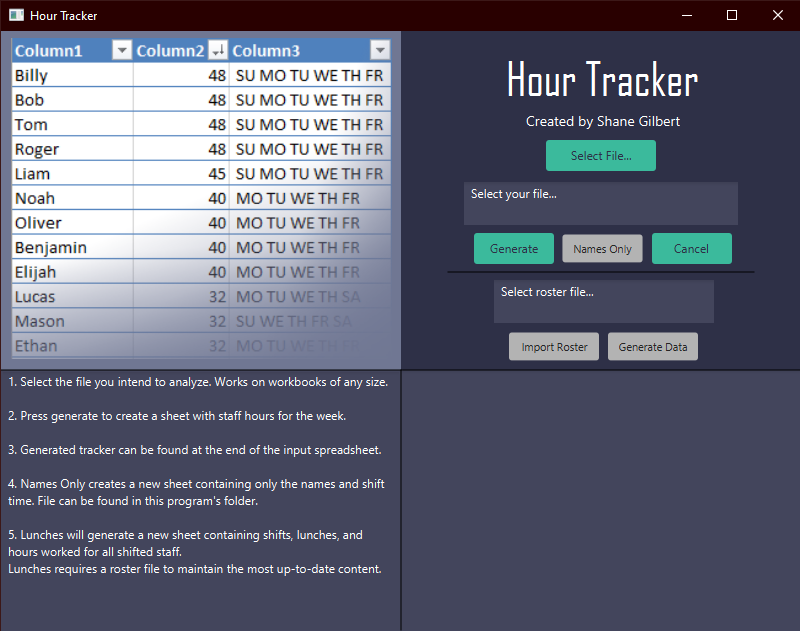 Hour Tracker
Column1 Column2 Column3
Billy 48 SU MO TU WE TH FR
Bob 48 SU MO TU WE TH FR
Tom 48 SU MO TU WE TH FR
Roger 48 SU MO TU WE TH FR
Liam 45 SU MO TU WE TH FR
Noah 40 MO TU WE TH FR
Oliver 40 MO TU WE TH FR
Benjamin 40 MO TU WE TH FR
Elijah 40 MO TU WE TH FR
Lucas 32 MO TU WE TH SA
Mason 32 SU WE TH FR SA
Ethan 32 MO TU WE TH FR
Hour Tracker
Created by Shane Gilbert
Select File...
Select your file...
Generate Names Only Cancel
Select roster file...
Import Roster Generate Data
1. Select the file you intend to analyze. Works on workbooks of any size.
2. Press generate to create a sheet with staff hours for the week.
3. Generated tracker can be found at the end of the input spreadsheet.
4. Names Only creates a new sheet containing only the names and shift
time. File can be found in this program's folder.
5. Lunches will generate a new sheet containing shifts, lunches, and
hours worked for all shifted staff.
Lunches requires a roster file to maintain the most up-to-date content.